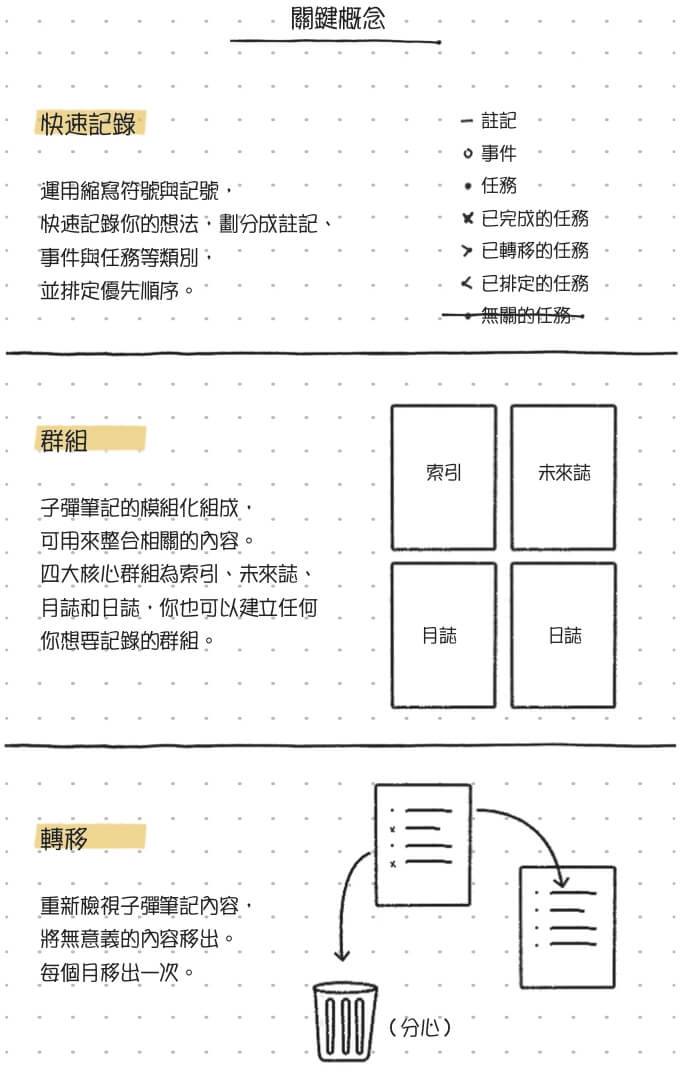 關鍵概念
快速記錄
運用縮寫符號與記號，
快速記錄你的想法，劃分成註記、
事件與任務等類別，
並排定優先順序。
註記
事件
任務
已完成的任務
已轉移的任務
已排定的任務
無關的任務
群組
子彈筆記的模組化組成，
可用來整合相關的內容。
四大核心群組為索引、未來誌、
月誌和日誌，你也可以建立任何
你想要記錄的群組。
索引
未來誌
月誌
日誌
轉移
重新檢視子彈筆記內容，
將無意義的內容移出。
每個月移出一次。
（分心）